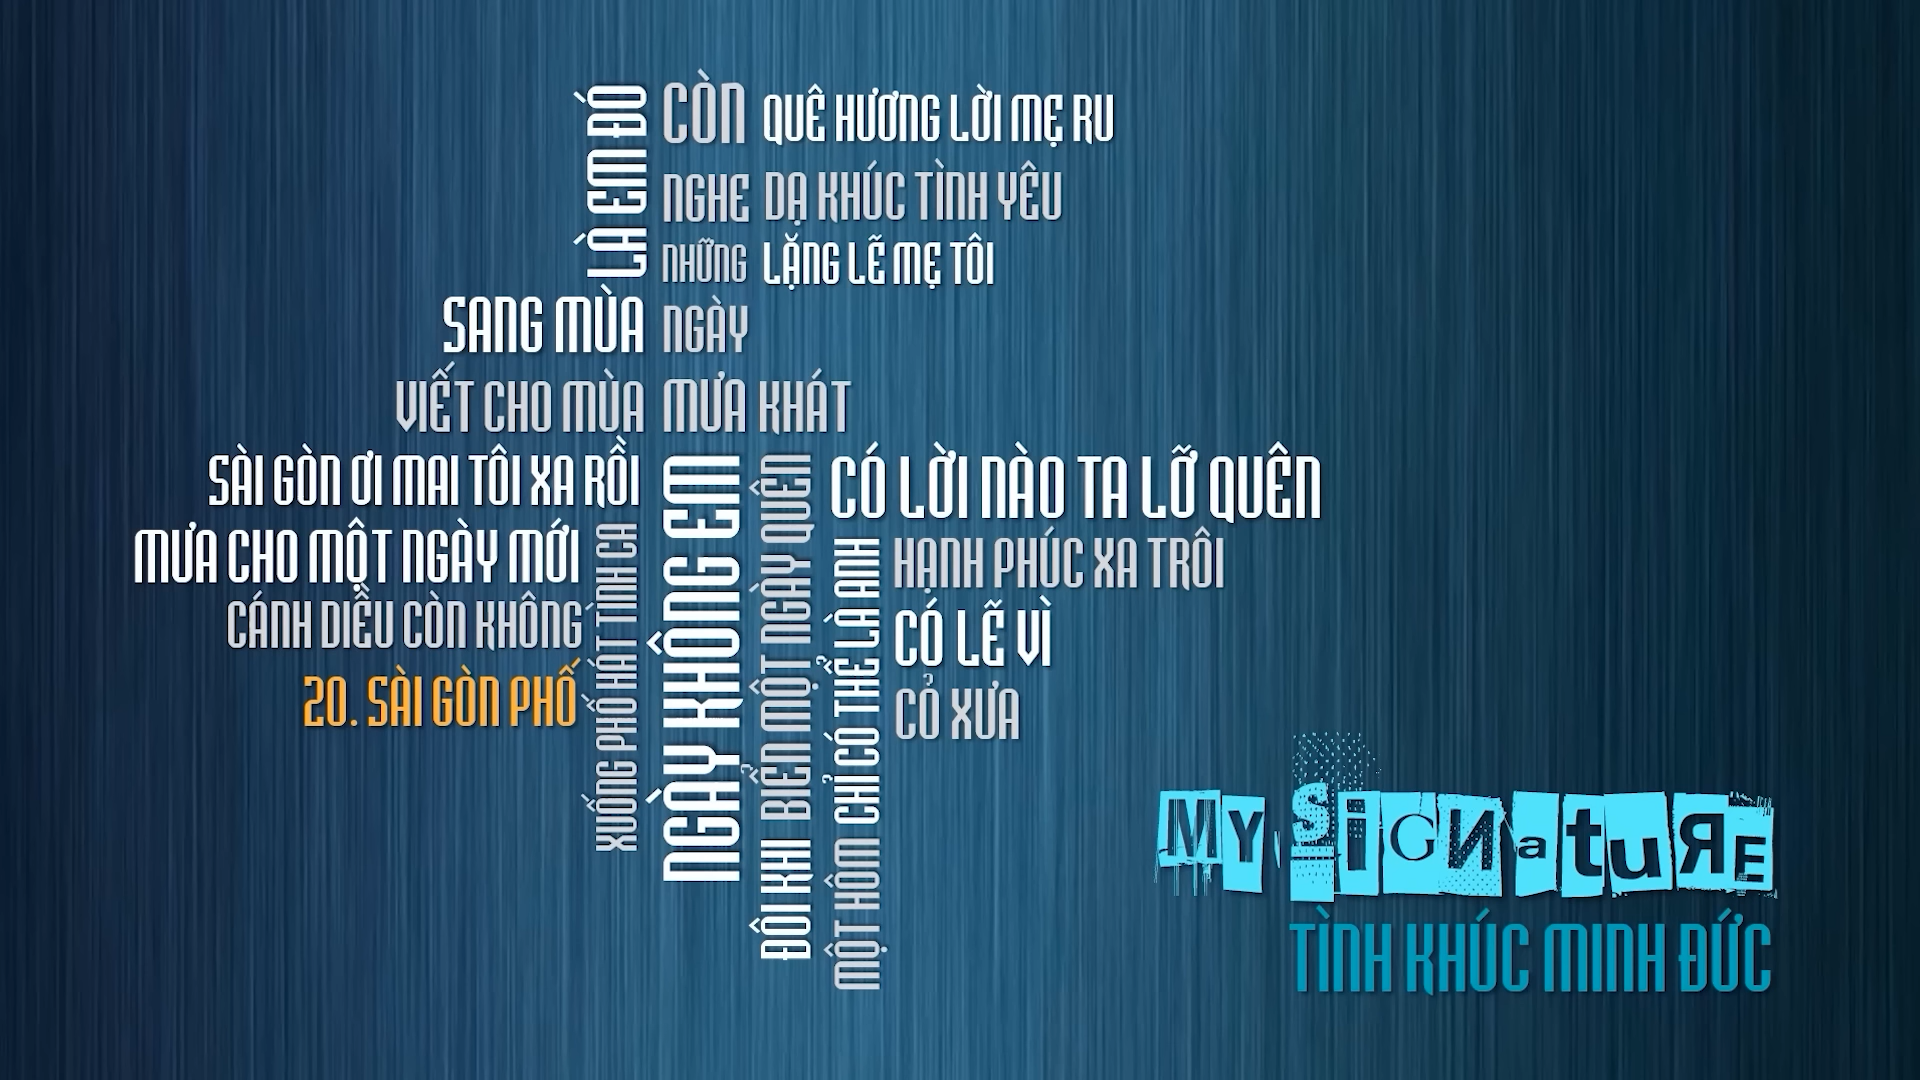 LÀ EM ĐÓ
CÒN
QUÊ HƯƠNG LỜI MẸ RU
NGHE
DẠ KHÚC TÌNH YÊU
NHỮNG
LẶNG LẼ MẸ TÔI
SANG MÙA
NGÀY
VIẾT CHO MÙA
MƯA KHÁT
SÀI GÒN ƠI MAI TÔI XA RỒI
MƯA CHO MỘT NGÀY MỚI
CÁNH DIỀU CÒN KHÔNG
20. SÀI GÒN PHỐ
XUỐNG PHỐ HÁT TÌNH CA
NGÀY KHÔNG EM
ĐÔI KHI
BIỂN MỘT NGÀY QUÊN
MỘT HÔM
CHỈ CÓ THỂ LÀ ANH
CÓ LỜI NÀO TA LỠ QUÊN
HẠNH PHÚC XA TRÔI
CÓ LẼ VÌ
CỎ XƯA
MY SiGNatuRE
TÌNH KHÚC MINH ĐỨC